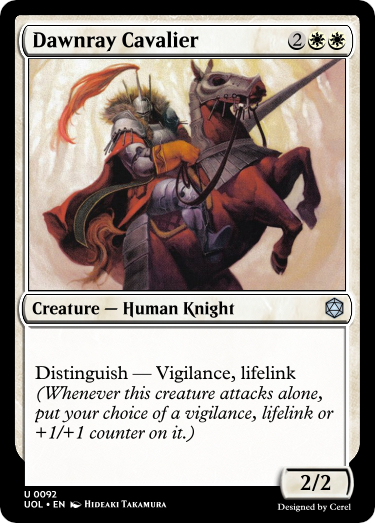 Dawnray Cavalier 2
Creature — Human Knight
Distinguish — Vigilance, lifelink
(Whenever this creature attacks alone,
put your choice of a vigilance, lifelink or
+1/+1 counter on it.)
2/2
U 0092
UOL • EN Hideaki Takamura
Designed by Cerel